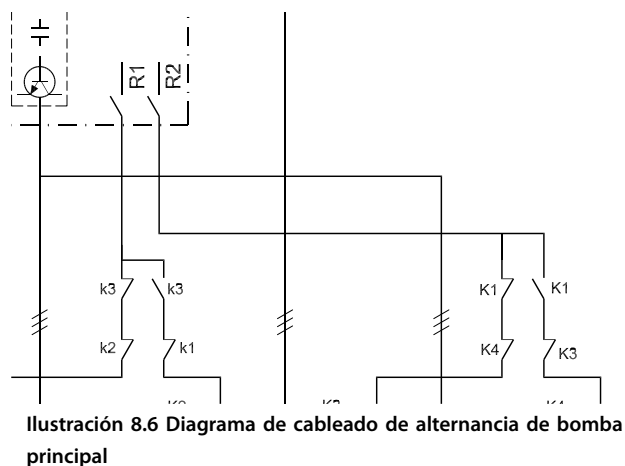 R1 R2
k3 k3 K1 K1
k2 k1 K4 K3
Ilustración 8.6 Diagrama de cableado de alternancia de bomba
principal